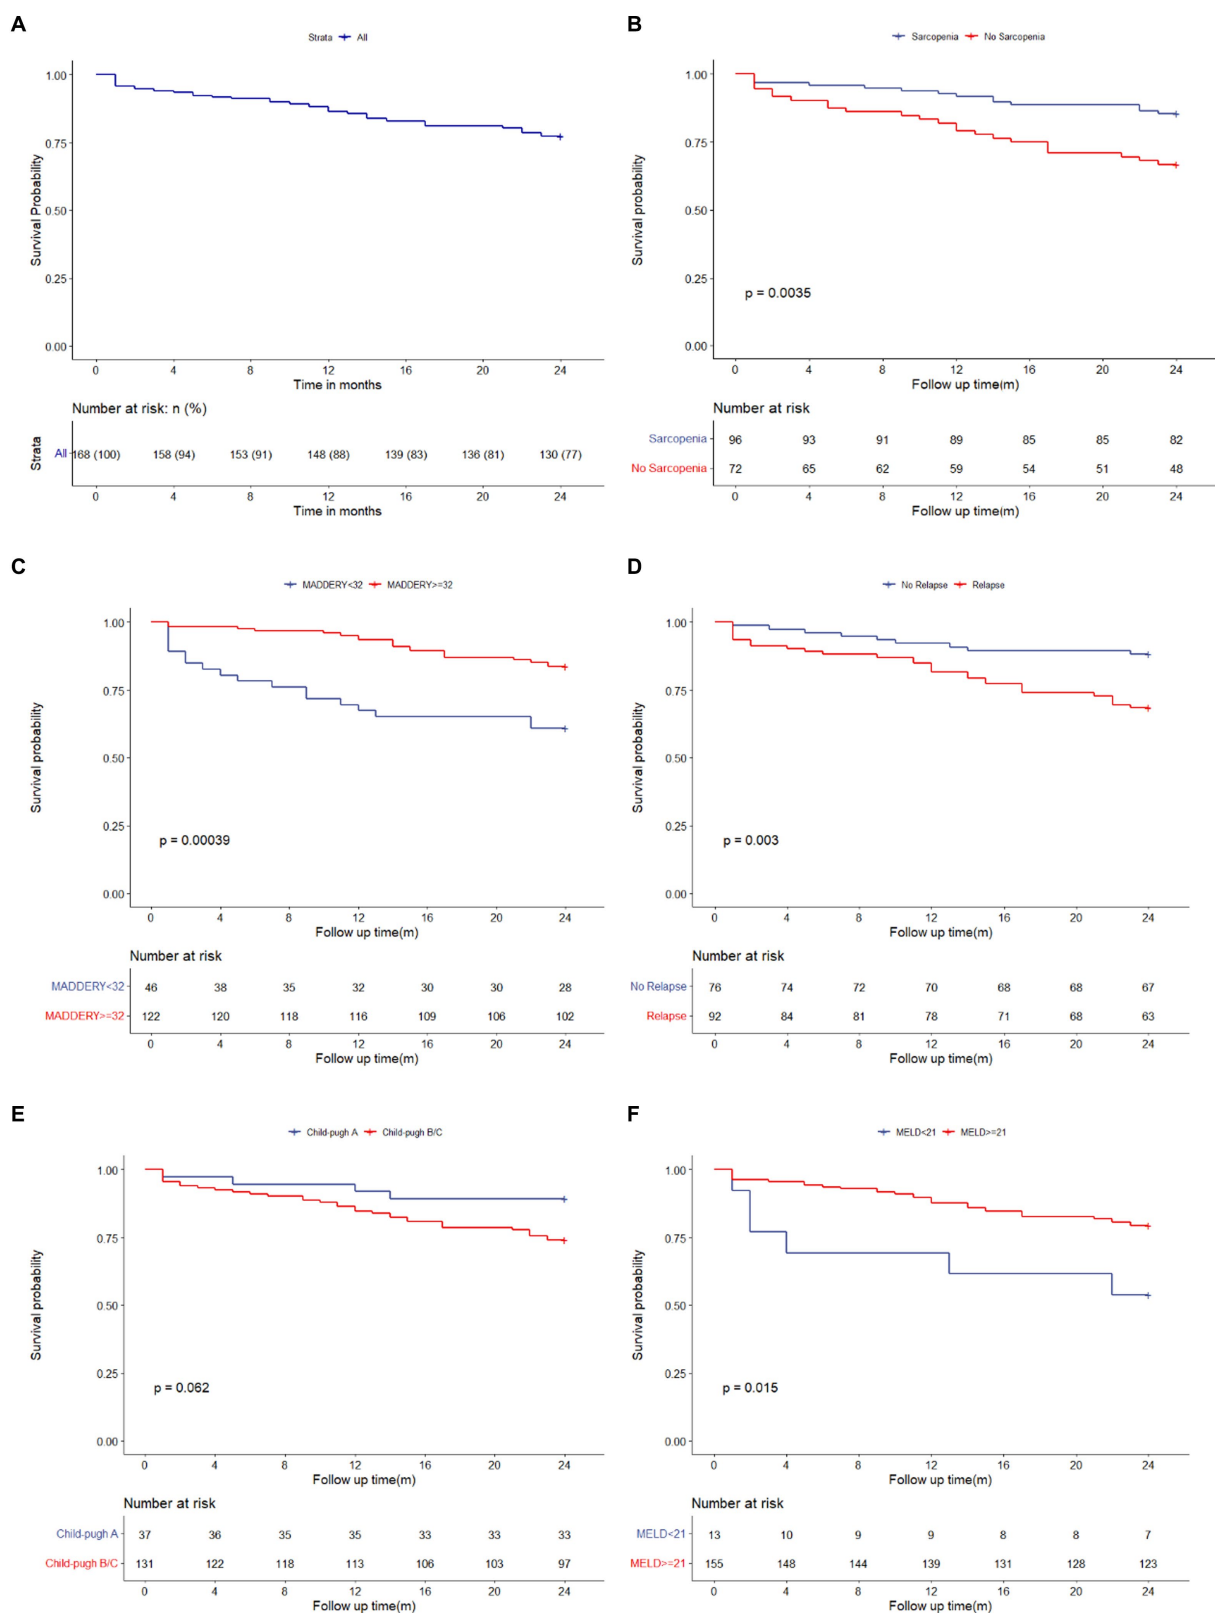 A
Strata All
1.00
0.75
0.50
0.25
0.00
Survival Probability
0 4 8 12 16 20 24
Time in months
Number at risk: n (%)
Strata
All 168 (100) 158 (94) 153 (91) 148 (88) 139 (83) 136 (81) 130 (77)
0 4 8 12 16 20 24
Time in months
B
Sarcopenia No Sarcopenia
1.00
0.75
0.50
0.25
0.00
Survival probability
p = 0.0035
0 4 8 12 16 20 24
Follow up time(m)
Number at risk
Sarcopenia 96 93 91 89 85 85 82
No Sarcopenia 72 65 62 59 54 51 48
0 4 8 12 16 20 24
Follow up time(m)
C
MADDERY<32 MADDERY>=32
1.00
0.75
0.50
0.25
0.00
Survival probability
p = 0.00039
0 4 8 12 16 20 24
Follow up time(m)
Number at risk
MADDERY<32 46 38 35 32 30 30 28
MADDERY>=32 122 120 118 116 109 106 102
0 4 8 12 16 20 24
Follow up time(m)
D
No Relapse Relapse
1.00
0.75
0.50
0.25
0.00
Survival probability
p = 0.003
0 4 8 12 16 20 24
Follow up time(m)
Number at risk
No Relapse 76 74 72 70 68 68 67
Relapse 92 84 81 78 71 68 63
0 4 8 12 16 20 24
Follow up time(m)
E
Child-pugh A Child-pugh B/C
1.00
0.75
0.50
0.25
0.00
Survival probability
p = 0.062
0 4 8 12 16 20 24
Follow up time(m)
Number at risk
Child-pugh A 37 36 35 35 33 33 33
Child-pugh B/C 131 122 118 113 106 103 97
0 4 8 12 16 20 24
Follow up time(m)
F
MELD<21 MELD>=21
1.00
0.75
0.50
0.25
0.00
Survival probability
p = 0.015
0 4 8 12 16 20 24
Follow up time(m)
Number at risk
MELD<21 13 10 9 9 8 8 7
MELD>=21 155 148 144 139 131 128 123
0 4 8 12 16 20 24
Follow up time(m)